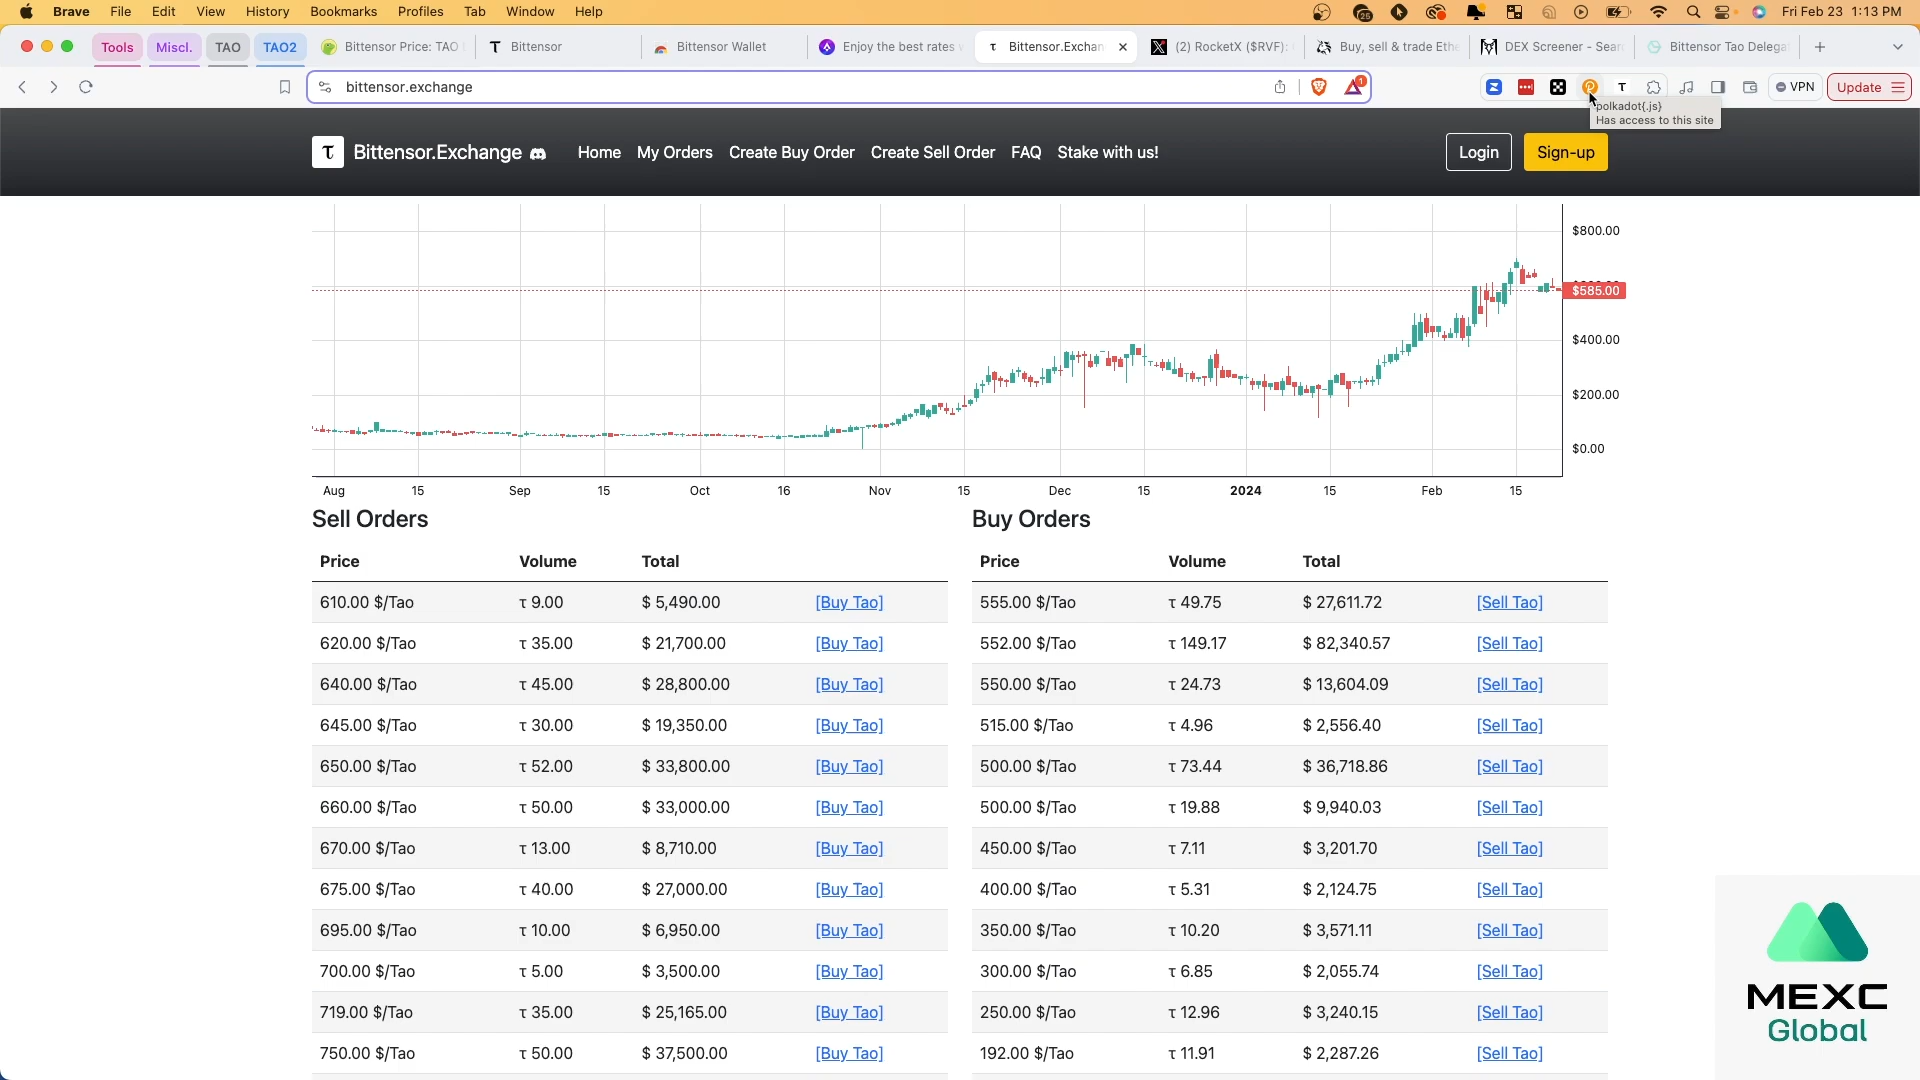 Brave File Edit View History Bookmarks Profiles Tab Window Help 25 Fri Feb 23 1:13 PM
Tools Miscl. TAO TAO2 Bittensor Price: TAO Bittensor Bittensor Wallet Enjoy the best rates Bittensor.Exchan (2) RocketX ($RVF): Buy, sell & trade Ethe DEX Screener - Sear Bittensor Tao Delega
bittensor.exchange 1 VPN Update
polkadot{.js}
Has access to this site
τ Bittensor.Exchange Home My Orders Create Buy Order Create Sell Order FAQ Stake with us! Login Sign-up
$800.00
$585.00
$400.00
$200.00
$0.00
Aug 15 Sep 15 Oct 16 Nov 15 Dec 15 2024 15 Feb 15
Sell Orders
Price Volume Total
610.00 $/Tao τ 9.00 $ 5,490.00 [Buy Tao]
620.00 $/Tao τ 35.00 $ 21,700.00 [Buy Tao]
640.00 $/Tao τ 45.00 $ 28,800.00 [Buy Tao]
645.00 $/Tao τ 30.00 $ 19,350.00 [Buy Tao]
650.00 $/Tao τ 52.00 $ 33,800.00 [Buy Tao]
660.00 $/Tao τ 50.00 $ 33,000.00 [Buy Tao]
670.00 $/Tao τ 13.00 $ 8,710.00 [Buy Tao]
675.00 $/Tao τ 40.00 $ 27,000.00 [Buy Tao]
695.00 $/Tao τ 10.00 $ 6,950.00 [Buy Tao]
700.00 $/Tao τ 5.00 $ 3,500.00 [Buy Tao]
719.00 $/Tao τ 35.00 $ 25,165.00 [Buy Tao]
750.00 $/Tao τ 50.00 $ 37,500.00 [Buy Tao]
Buy Orders
Price Volume Total
555.00 $/Tao τ 49.75 $ 27,611.72 [Sell Tao]
552.00 $/Tao τ 149.17 $ 82,340.57 [Sell Tao]
550.00 $/Tao τ 24.73 $ 13,604.09 [Sell Tao]
515.00 $/Tao τ 4.96 $ 2,556.40 [Sell Tao]
500.00 $/Tao τ 73.44 $ 36,718.86 [Sell Tao]
500.00 $/Tao τ 19.88 $ 9,940.03 [Sell Tao]
450.00 $/Tao τ 7.11 $ 3,201.70 [Sell Tao]
400.00 $/Tao τ 5.31 $ 2,124.75 [Sell Tao]
350.00 $/Tao τ 10.20 $ 3,571.11 [Sell Tao]
300.00 $/Tao τ 6.85 $ 2,055.74 [Sell Tao]
250.00 $/Tao τ 12.96 $ 3,240.15 [Sell Tao]
192.00 $/Tao τ 11.91 $ 2,287.26 [Sell Tao]
MEXC
Global